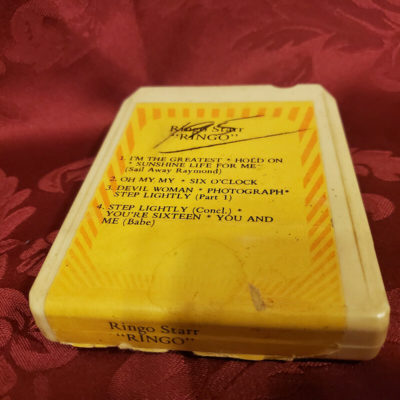 Ringo Starr
"RINGO"
1. I'M THE GREATEST * HOLD ON
* SUNSHINE LIFE FOR ME
(Sail Away Raymond)
2. OH MY MY * SIX O'CLOCK
3. DEVIL WOMAN * PHOTOGRAPH*
STEP LIGHTLY (Part 1)
4. STEP LIGHTLY (Concl.) *
YOU'RE SIXTEEN * YOU AND
ME (Babe)
Ringo Starr
"RINGO"